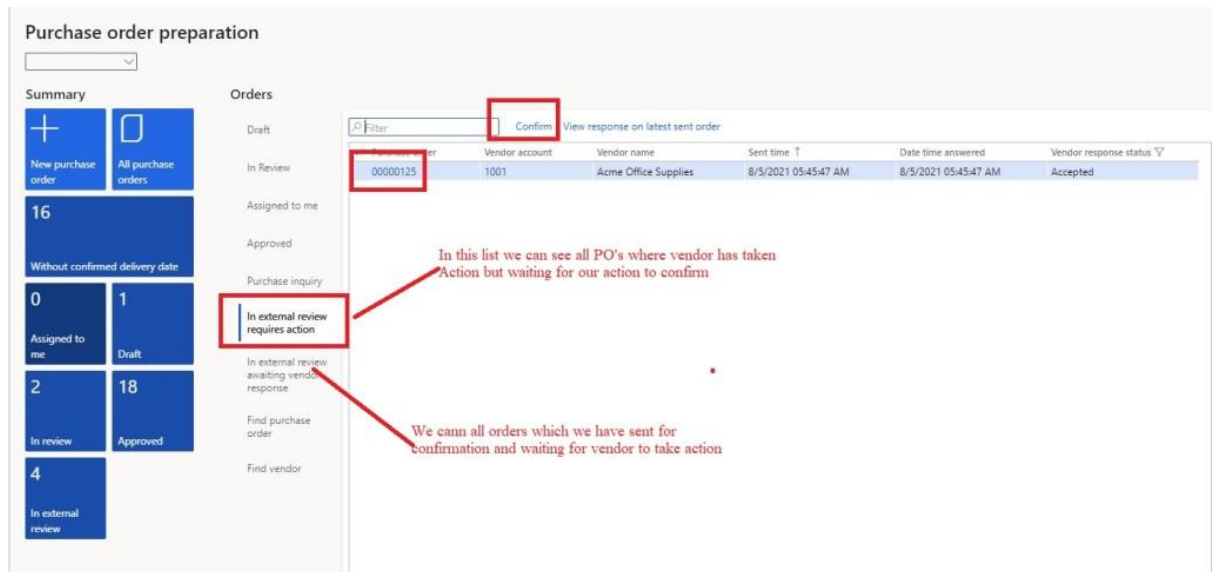 Purchase order preparation
Summary
New purchase
order
All purchase
orders
16
Without confirmed delivery date
0
Assigned to
me
1
Draft
2
In review
18
Approved
4
In external
review
Orders
Draft
In Review
Assigned to me
Approved
Purchase inquiry
In external review
requires action
In external review
awaiting vendor
response
Find purchase
order
Find vendor
Filter
Confirm View response on latest sent order
Purchase order Vendor account Vendor name Sent time ↑ Date time answered Vendor response status
00000125 1001 Acme Office Supplies 8/5/2021 05:45:47 AM 8/5/2021 05:45:47 AM Accepted
In this list we can see all PO's where vendor has taken
Action but waiting for our action to confirm
We cann all orders which we have sent for
confirmation and waiting for vendor to take action